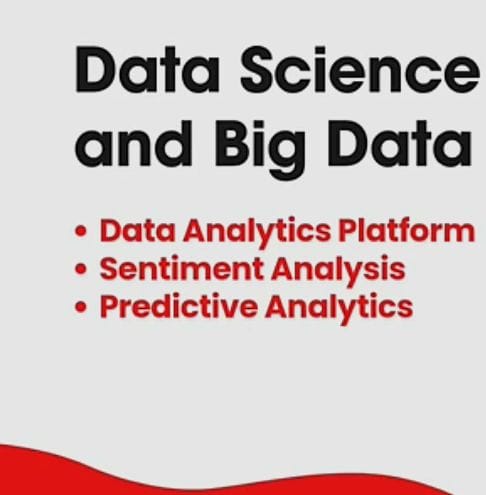 Data Science
and Big Data
• Data Analytics Platform
• Sentiment Analysis
• Predictive Analytics